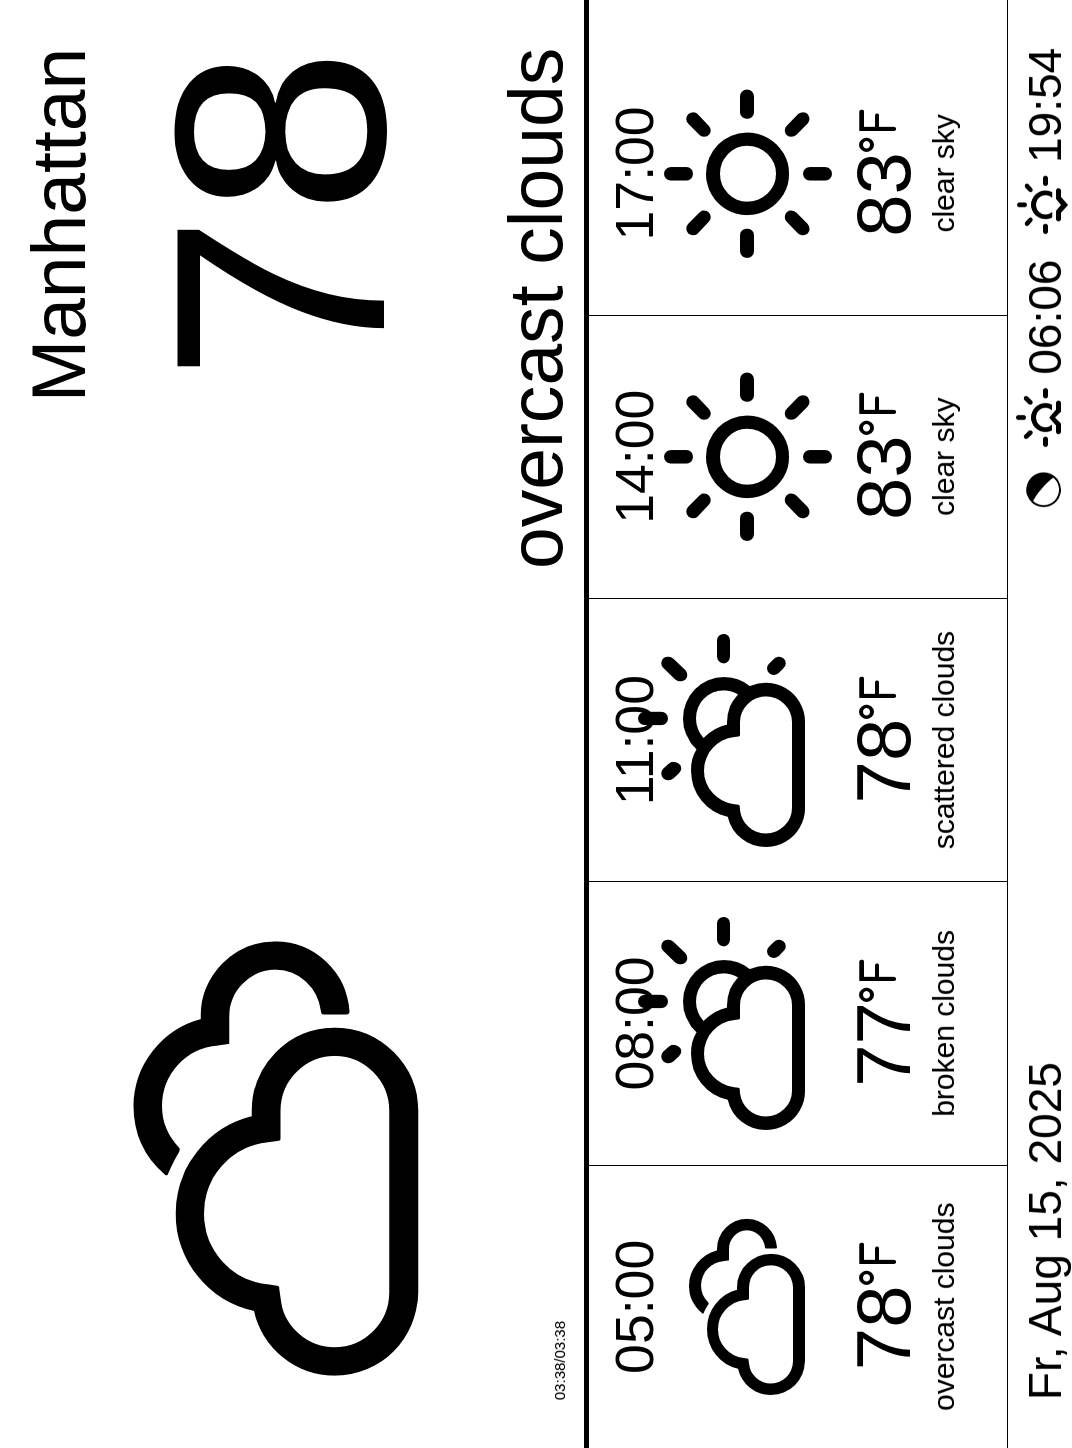 Manhattan
78
overcast clouds
03:38/03:38
05:00
78°F
overcast clouds
08:00
77°F
broken clouds
11:00
78°F
scattered clouds
14:00
83°F
clear sky
17:00
83°F
clear sky
Fr, Aug 15, 2025
06:06 19:54